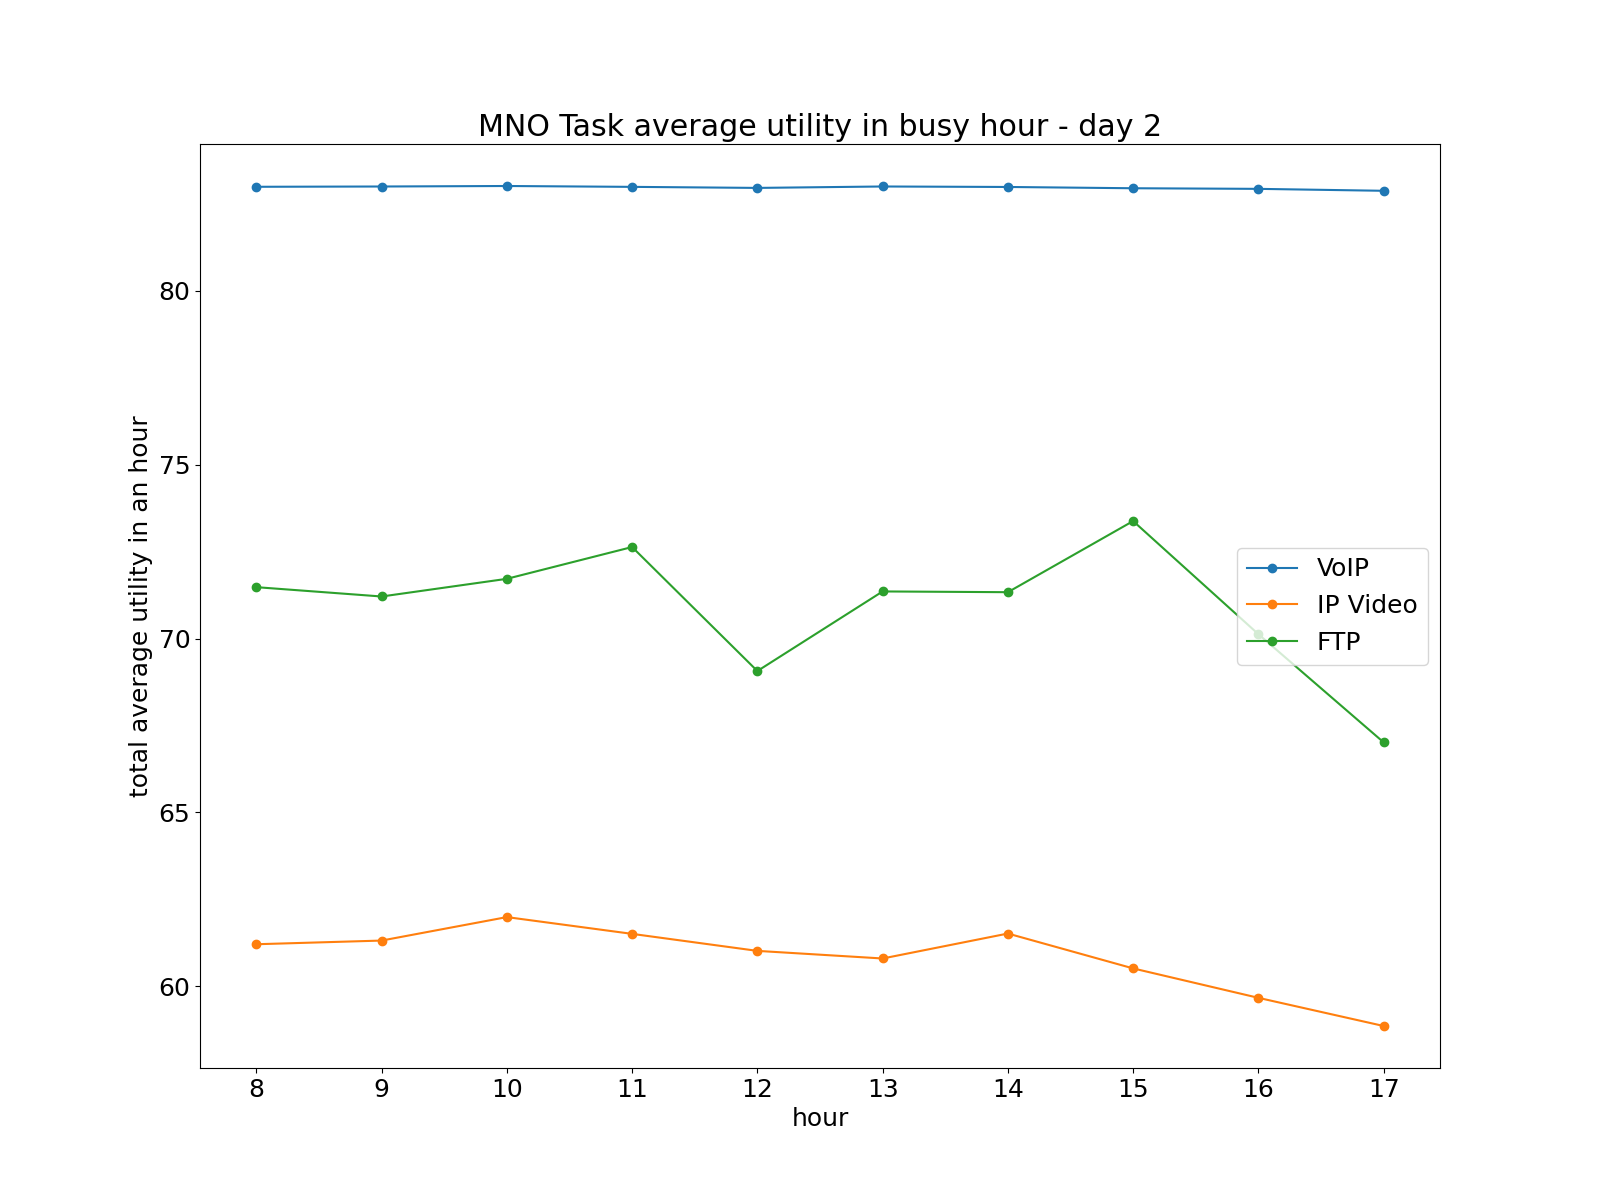 MNO Task average utility in busy hour - day 2
total average utility in an hour
80
75
70
65
60
VoIP
IP Video
FTP
8 9 10 11 12 13 14 15 16 17
hour